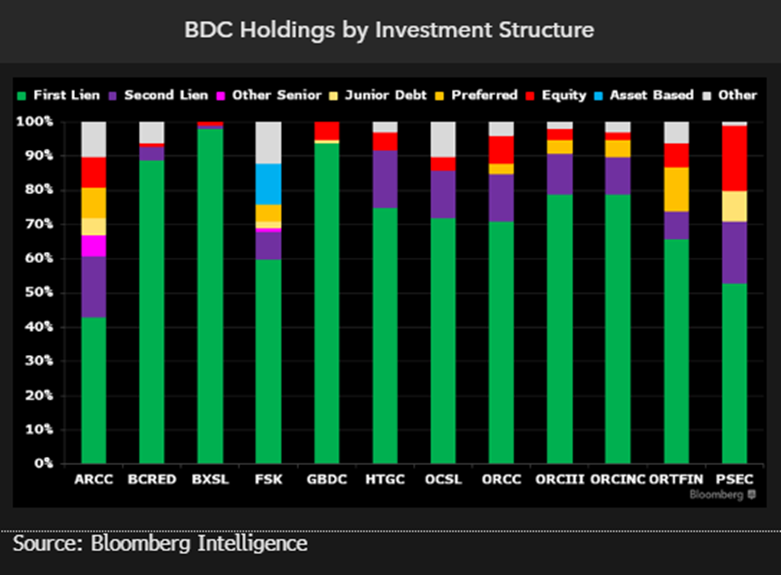 BDC Holdings by Investment Structure
First Lien Second Lien Other Senior Junior Debt Preferred Equity Asset Based Other
100%
90%
80%
70%
60%
50%
40%
30%
20%
10%
0%
ARCC BCRED BXSL FSK GBDC HTGC OCSL ORCC ORCIII ORCINC ORTFIN PSEC
Bloomberg
Source: Bloomberg Intelligence